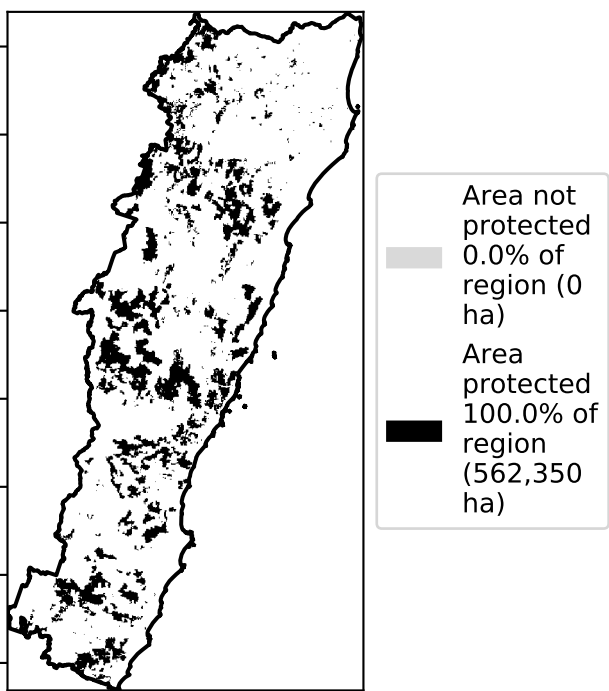 Area not
protected
0.0% of
region (0
ha)
Area
protected
100.0% of
region
(562,350
ha)